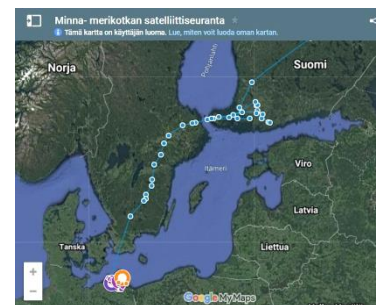 Minna- merikotkan satelliittiseuranta
Tämä kartta on käyttäjän luoma. Lue, miten voit luoda oman kartan.
Norja
Pohjanlahti
Suomi
Itämeri
Viro
Latvia
Tanska
Liettua
Google My Maps